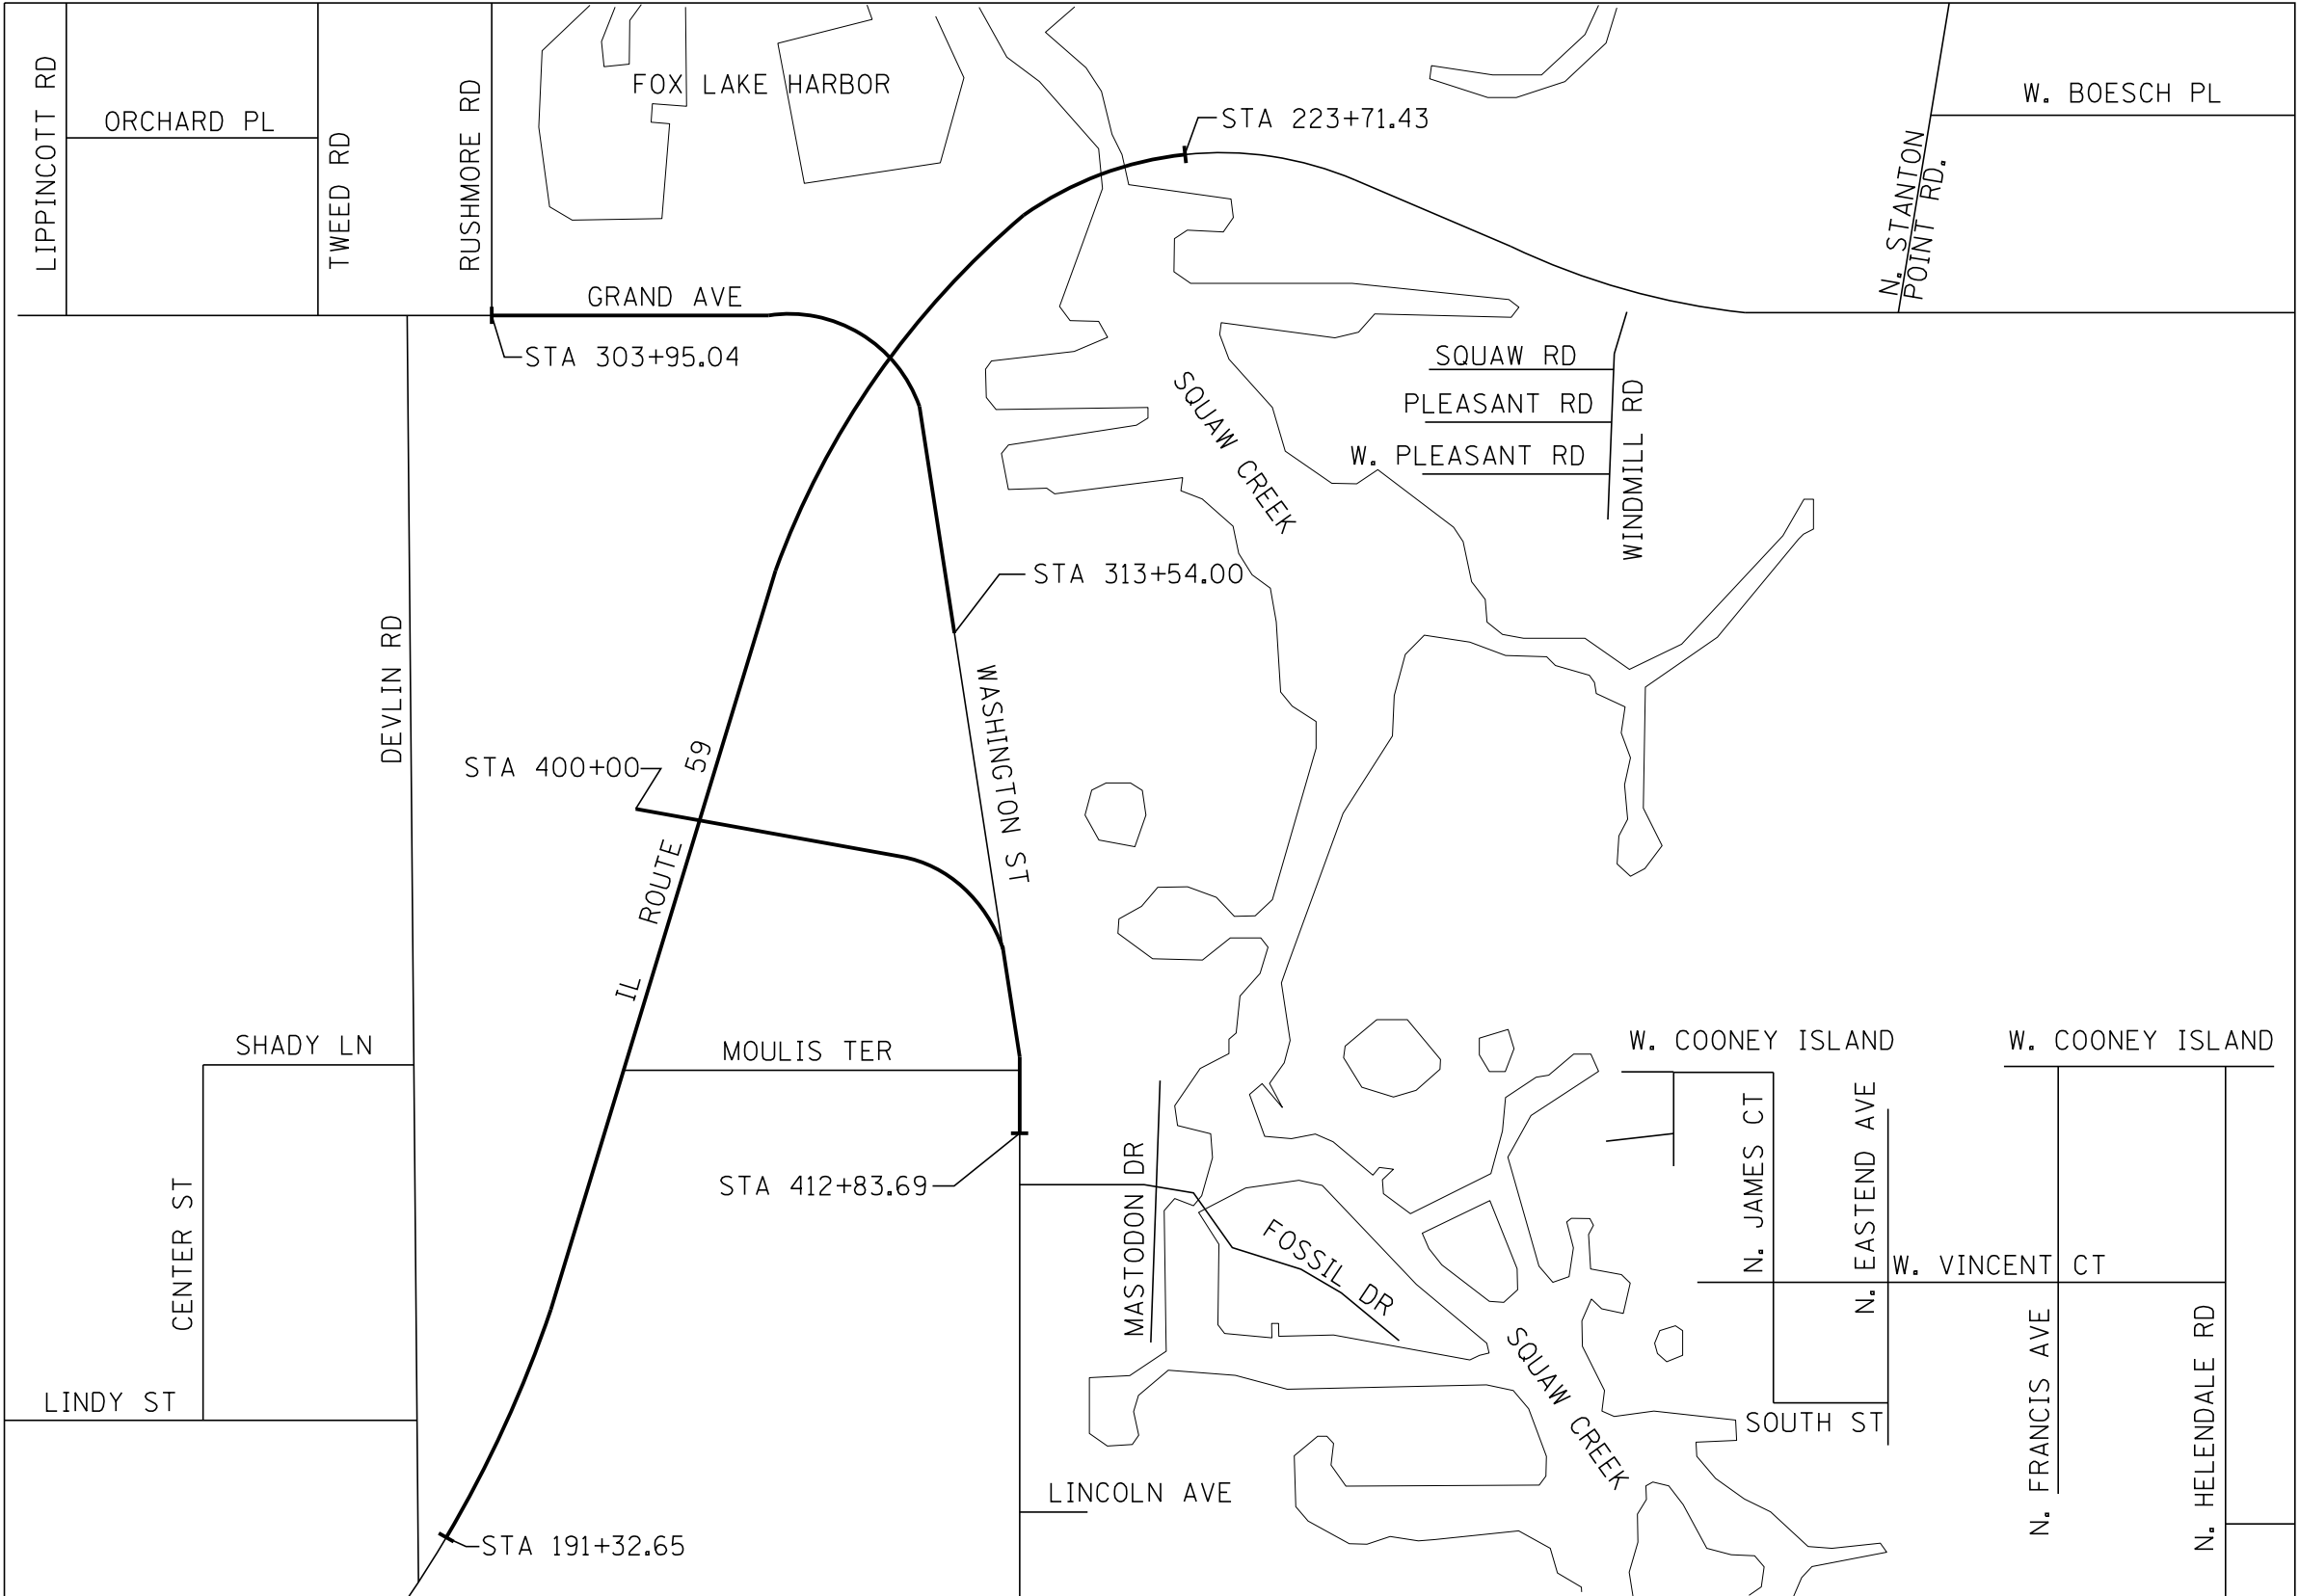 FOX LAKE HARBOR
LIPPINCOTT RD
ORCHARD PL
TWEED RD
RUSHMORE RD
STA 223+71.43
W. BOESCH PL
N. STANTON
POINT RD.
GRAND AVE
STA 303+95.04
SQUAW RD
PLEASANT RD
W. PLEASANT RD
WINDMILL RD
SQUAW CREEK
STA 313+54.00
DEVLIN RD
WASHINGTON ST
STA 400+00
IL ROUTE 59
SHADY LN
MOULIS TER
W. COONEY ISLAND
W. COONEY ISLAND
STA 412+83.69
CENTER ST
MASTODON DR
FOSSIL DR
N. JAMES CT
N. EASTEND AVE
W. VINCENT CT
N. FRANCIS AVE
N. HELENDALE RD
SQUAW CREEK
LINDY ST
SOUTH ST
LINCOLN AVE
STA 191+32.65